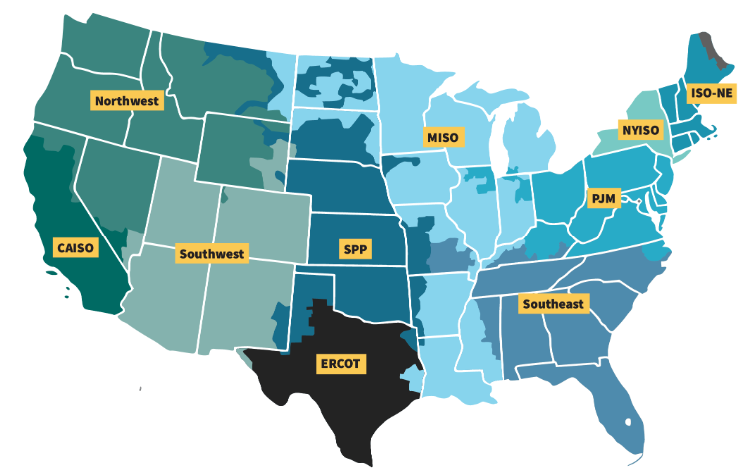 ISO-NE
Northwest
NYISO
MISO
PJM
CAISO
Southwest
SPP
Southeast
ERCOT